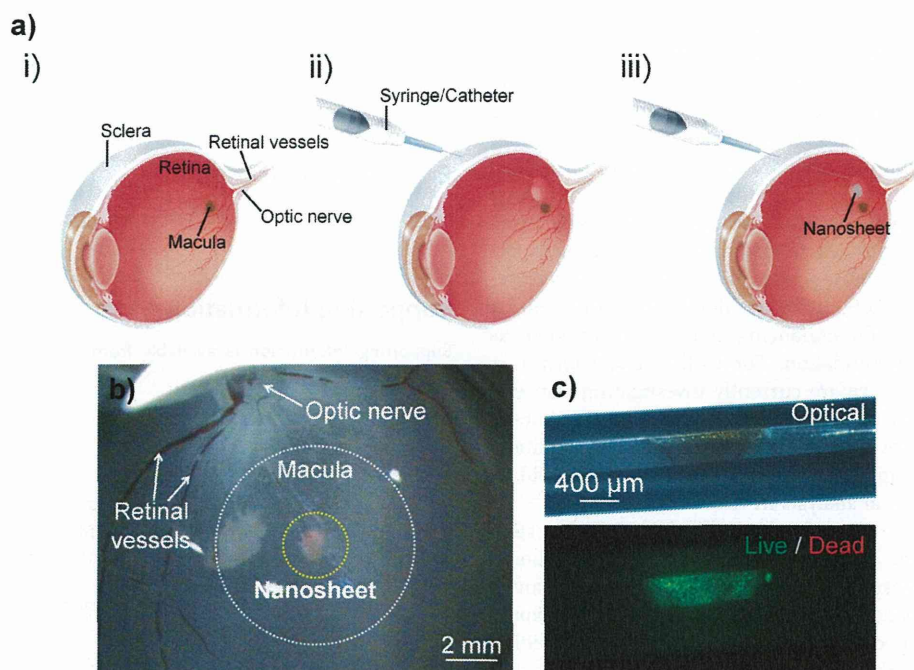 a)
i)
ii)
iii)
Sclera
Retinal vessels
Retina
Optic nerve
Macula
Syringe/Catheter
Nanosheet
b)
Optic nerve
Macula
Retinal
vessels
Nanosheet
2 mm
c)
Optical
400 µm
Live / Dead